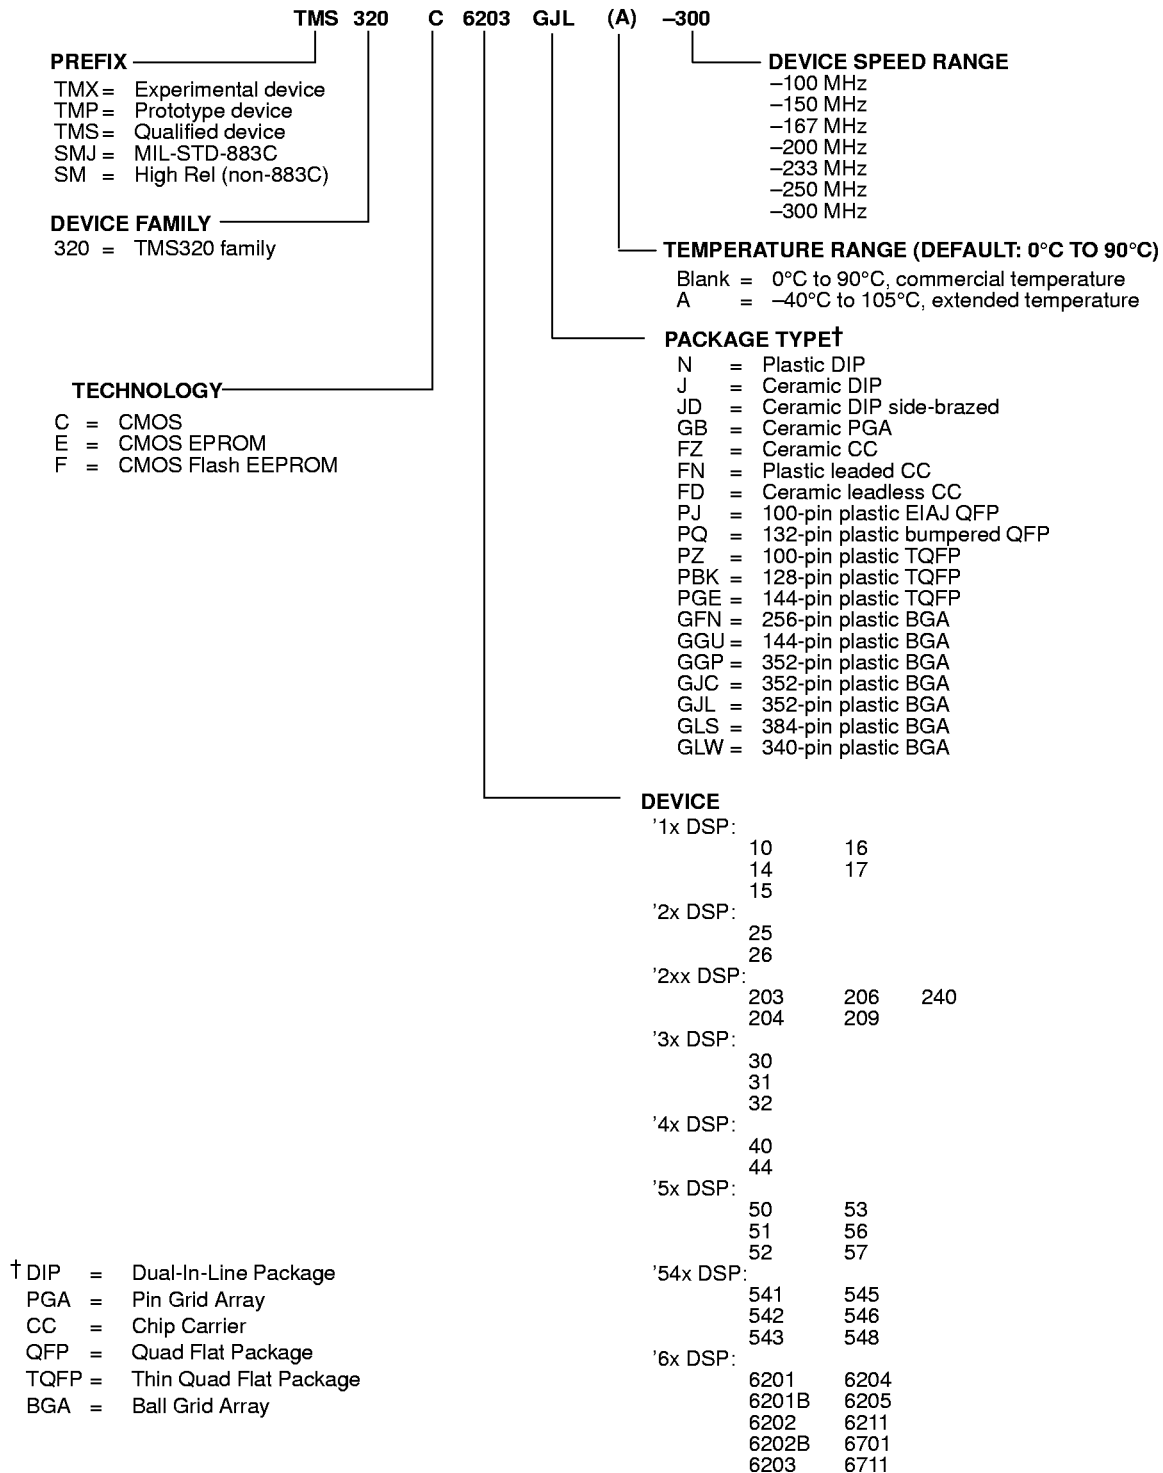 TMS 320 C 6203 GJL (A) –300
PREFIX
TMX = Experimental device
TMP = Prototype device
TMS = Qualified device
SMJ = MIL-STD-883C
SM = High Rel (non-883C)
DEVICE FAMILY
320 = TMS320 family
TECHNOLOGY
C = CMOS
E = CMOS EPROM
F = CMOS Flash EEPROM
DEVICE SPEED RANGE
–100 MHz
–150 MHz
–167 MHz
–200 MHz
–233 MHz
–250 MHz
–300 MHz
TEMPERATURE RANGE (DEFAULT: 0°C TO 90°C)
Blank = 0°C to 90°C, commercial temperature
A = –40°C to 105°C, extended temperature
PACKAGE TYPE†
N = Plastic DIP
J = Ceramic DIP
JD = Ceramic DIP side-brazed
GB = Ceramic PGA
FZ = Ceramic CC
FN = Plastic leaded CC
FD = Ceramic leadless CC
PJ = 100-pin plastic EIAJ QFP
PQ = 132-pin plastic bumpered QFP
PZ = 100-pin plastic TQFP
PBK = 128-pin plastic TQFP
PGE = 144-pin plastic TQFP
GFN = 256-pin plastic BGA
GGU = 144-pin plastic BGA
GGP = 352-pin plastic BGA
GJC = 352-pin plastic BGA
GJL = 352-pin plastic BGA
GLS = 384-pin plastic BGA
GLW = 340-pin plastic BGA
DEVICE
'1x DSP:
10 16
14 17
15
'2x DSP:
25
26
'2xx DSP:
203 206 240
204 209
'3x DSP:
30
31
32
'4x DSP:
40
44
'5x DSP:
50 53
51 56
52 57
'54x DSP:
541 545
542 546
543 548
'6x DSP:
6201 6204
6201B 6205
6202 6211
6202B 6701
6203 6711
† DIP = Dual-In-Line Package
PGA = Pin Grid Array
CC = Chip Carrier
QFP = Quad Flat Package
TQFP = Thin Quad Flat Package
BGA = Ball Grid Array